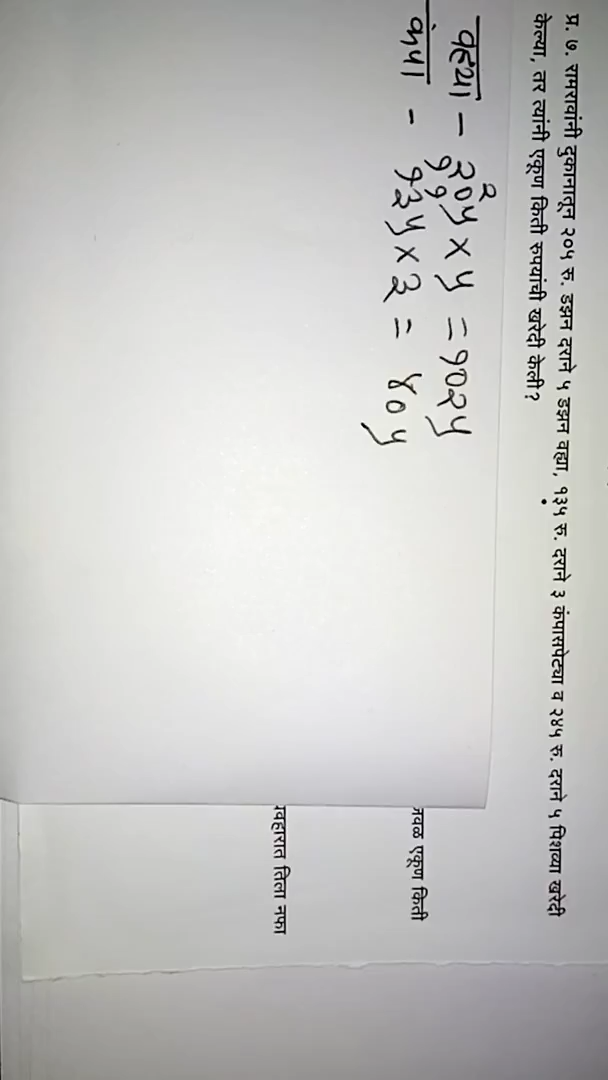 प्र. ७. रामरावांनी दुकानातून २०५ रु. डझन दराने ५ डझन वह्या, १३५ रु. दराने ३ कंपासपेट्या व २४५ रु. दराने ५ पिशव्या खरेदी
केल्या, तर त्यांनी एकूण किती रुपयांची खरेदी केली?
वह्या - २०५ × ५ = १०२५
कंपा - १३५ × ३ = ४०५
जवळ एकूण किती
यवहारात तिला नफा